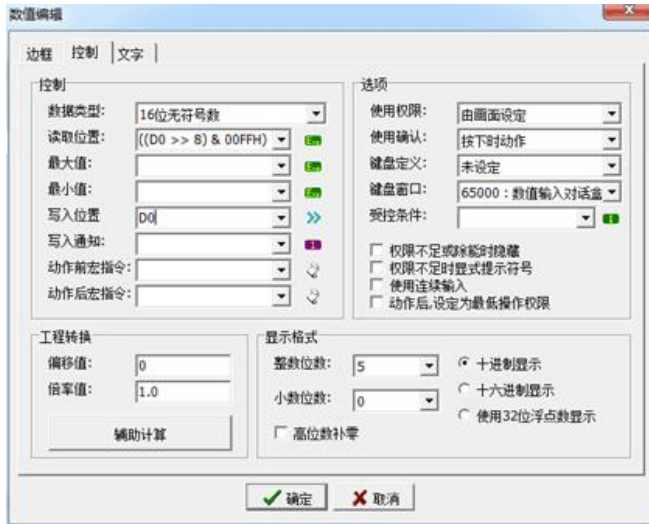 数值编辑
边框 控制 文字
控制
数据类型: 16位无符号数
读取位置: ((D0 >> 8) & 00FFH)
最大值:
最小值:
写入位置 D0
写入通知:
动作前宏指令:
动作后宏指令:
选项
使用权限: 由画面设定
使用确认: 按下时动作
键盘定义: 未设定
键盘窗口: 65000 : 数值输入对话盒
受控条件:
权限不足或除能时隐藏
权限不足时显式提示符号
使用连续输入
动作后,设定为最低操作权限
工程转换
偏移值: 0
倍率值: 1.0
辅助计算
显示格式
整数位数: 5
小数位数: 0
高位数补零
十进制显示
十六进制显示
使用32位浮点数显示
确定 取消